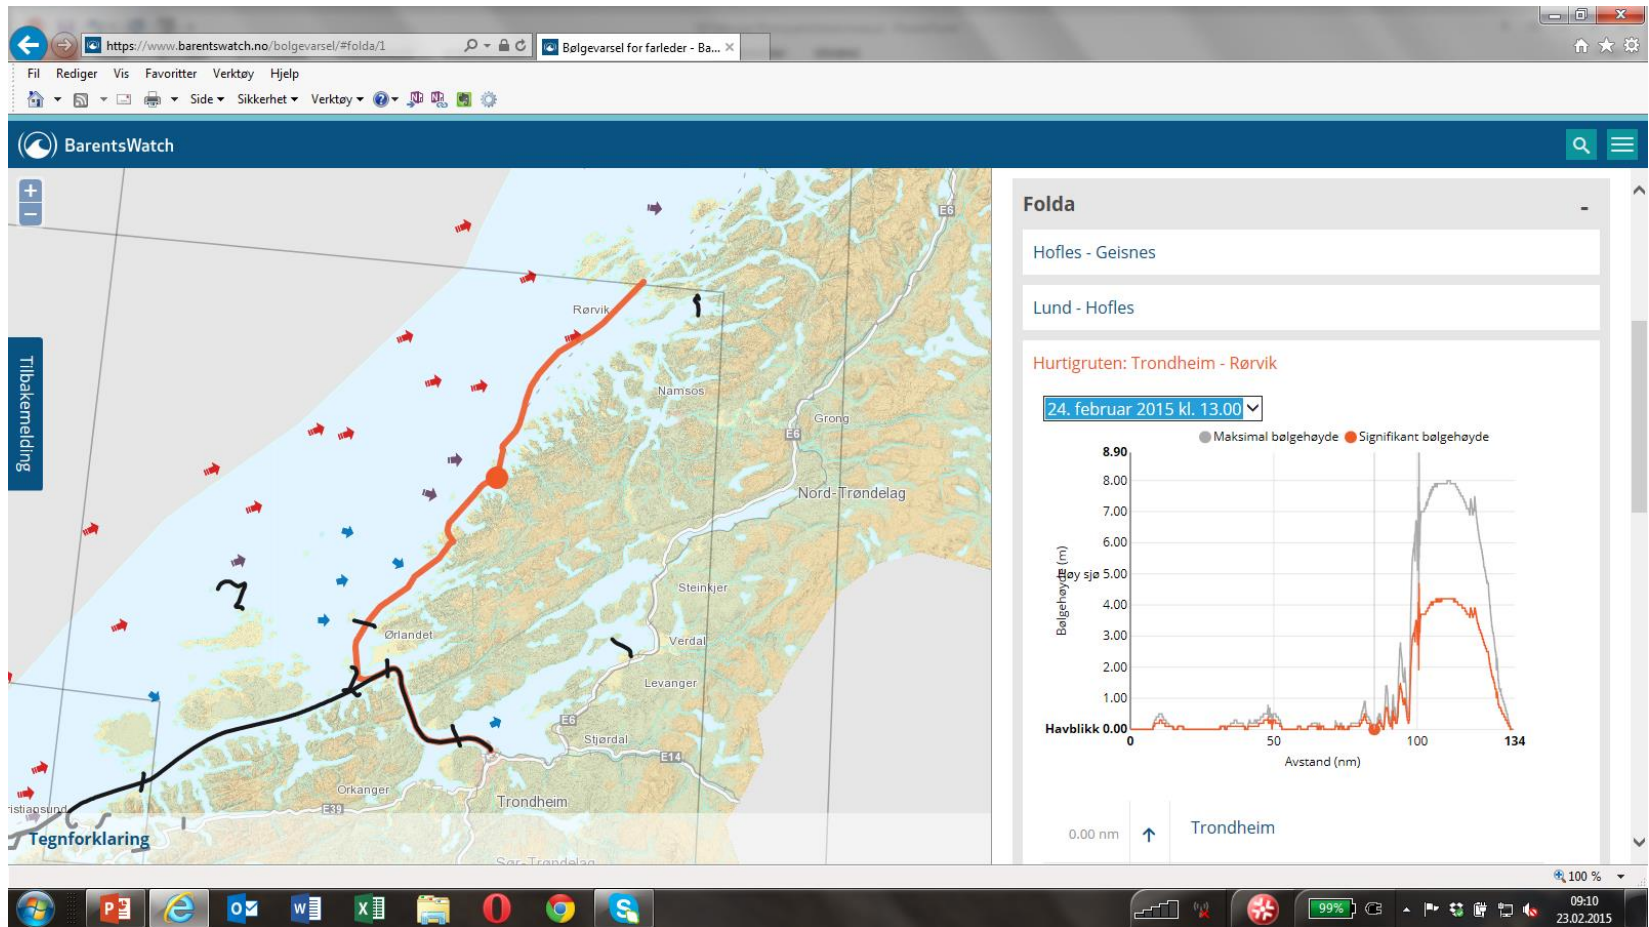 https://www.barentswatch.no/bolgevarsel/#folda/1
Bølgevarsel for farleder - Ba...
Fil Rediger Vis Favoritter Verktøy Hjelp
Side Sikkerhet Verktøy
BarentsWatch
Tilbakemelding
E6
Rørvik
Namsos
Grong
E6
Nord-Trøndelag
Steinkjer
Ørlandet
Verdal
Levanger
E6
Stjørdal
E14
Orkanger
Trondheim
E39
istiansund
Tegnforklaring
Sør-Trøndelag
Folda
-
Hofles - Geisnes
Lund - Hofles
Hurtigruten: Trondheim - Rørvik
24. februar 2015 kl. 13.00
Maksimal bølgehøyde Signifikant bølgehøyde
8.90
8.00
7.00
6.00
Høy sjø 5.00
4.00
3.00
2.00
1.00
Havblikk 0.00
Bølgehøyde (m)
0 50 100 134
Avstand (nm)
0.00 nm Trondheim
100 %
99%
09:10
23.02.2015